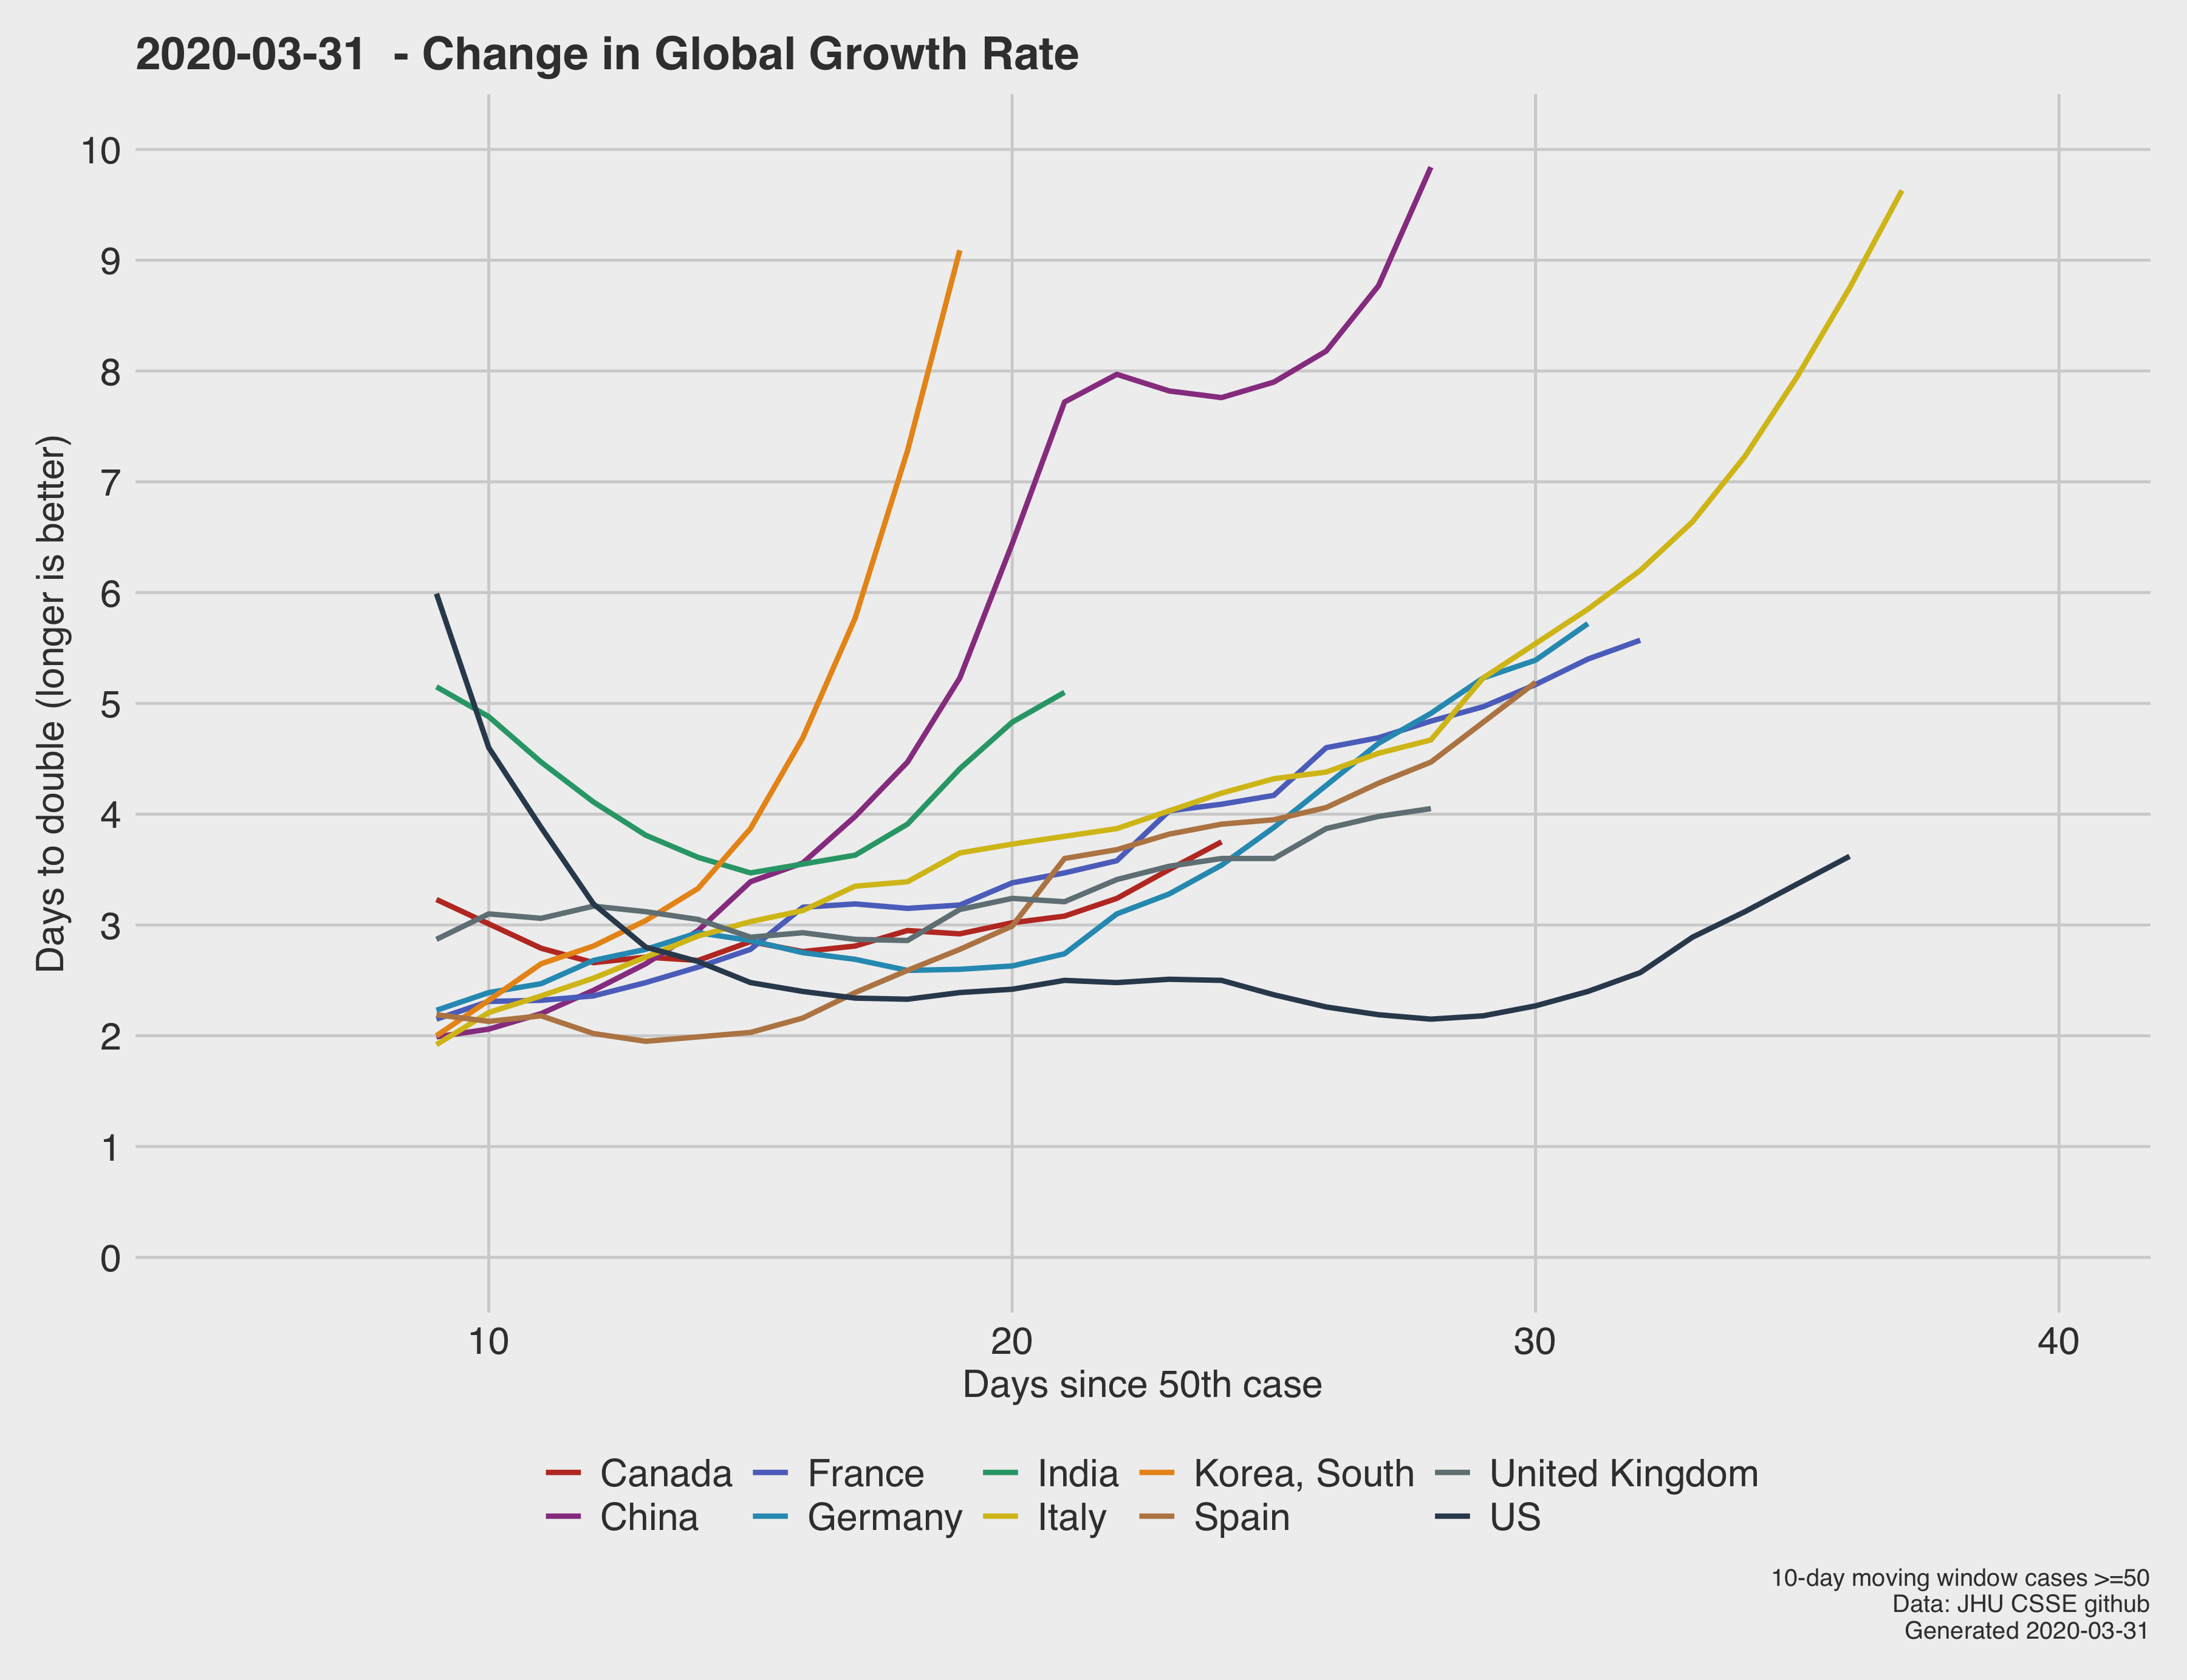 2020-03-31  - Change in Global Growth Rate
Days to double (longer is better)
10
9
8
7
6
5
4
3
2
1
0
10 20 30 40
Days since 50th case
Canada France India Korea, South United Kingdom
China Germany Italy Spain US
10-day moving window cases >=50
Data: JHU CSSE github
Generated 2020-03-31